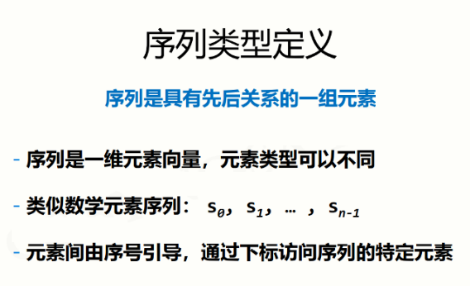 序列类型定义
序列是具有先后关系的一组元素
- 序列是一维元素向量，元素类型可以不同
- 类似数学元素序列： s0, s1, … , sn-1
- 元素间由序号引导，通过下标访问序列的特定元素